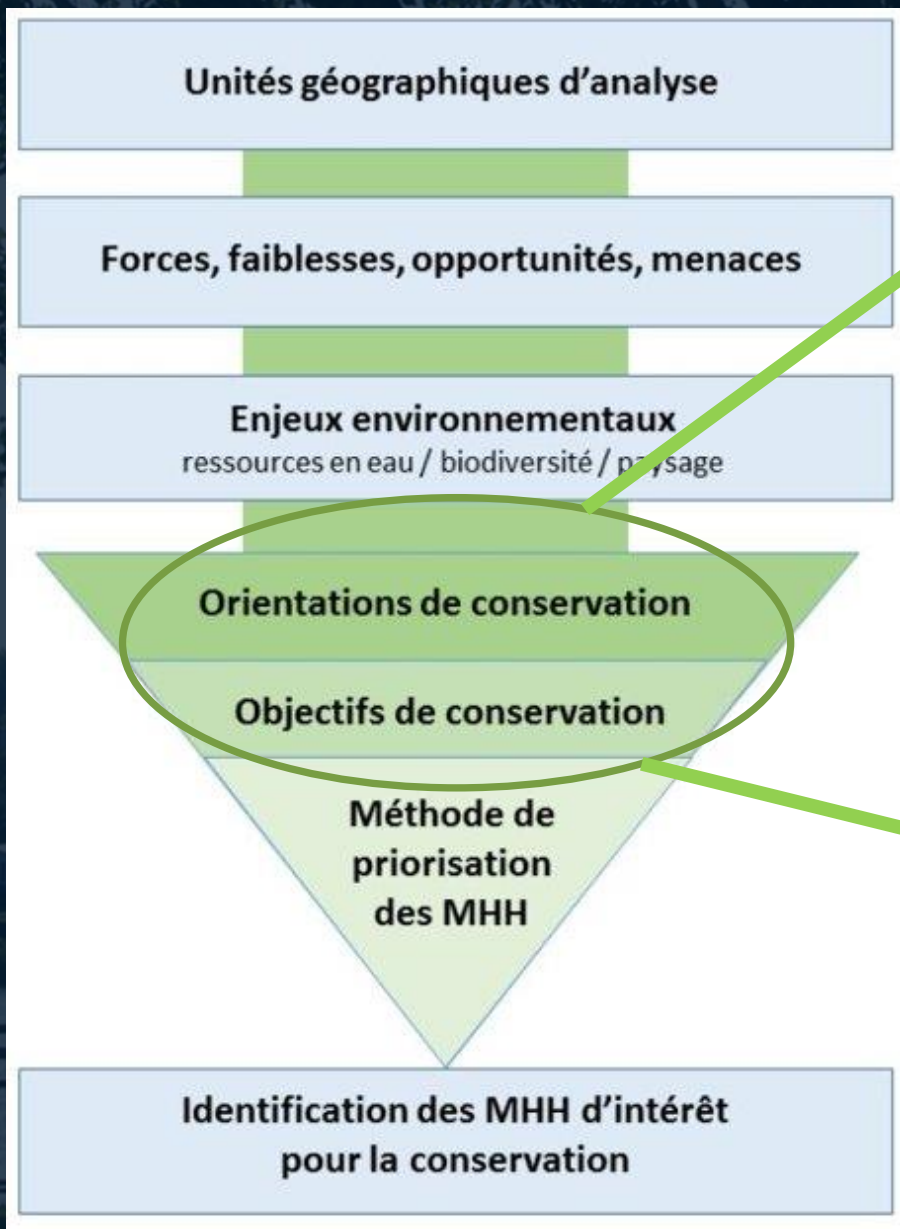 Unités géographiques d'analyse
Forces, faiblesses, opportunités, menaces
Enjeux environnementaux
ressources en eau / biodiversité / paysage
Orientations de conservation
Objectifs de conservation
Méthode de
priorisation
des MHH
Identification des MHH d'intérêt
pour la conservation